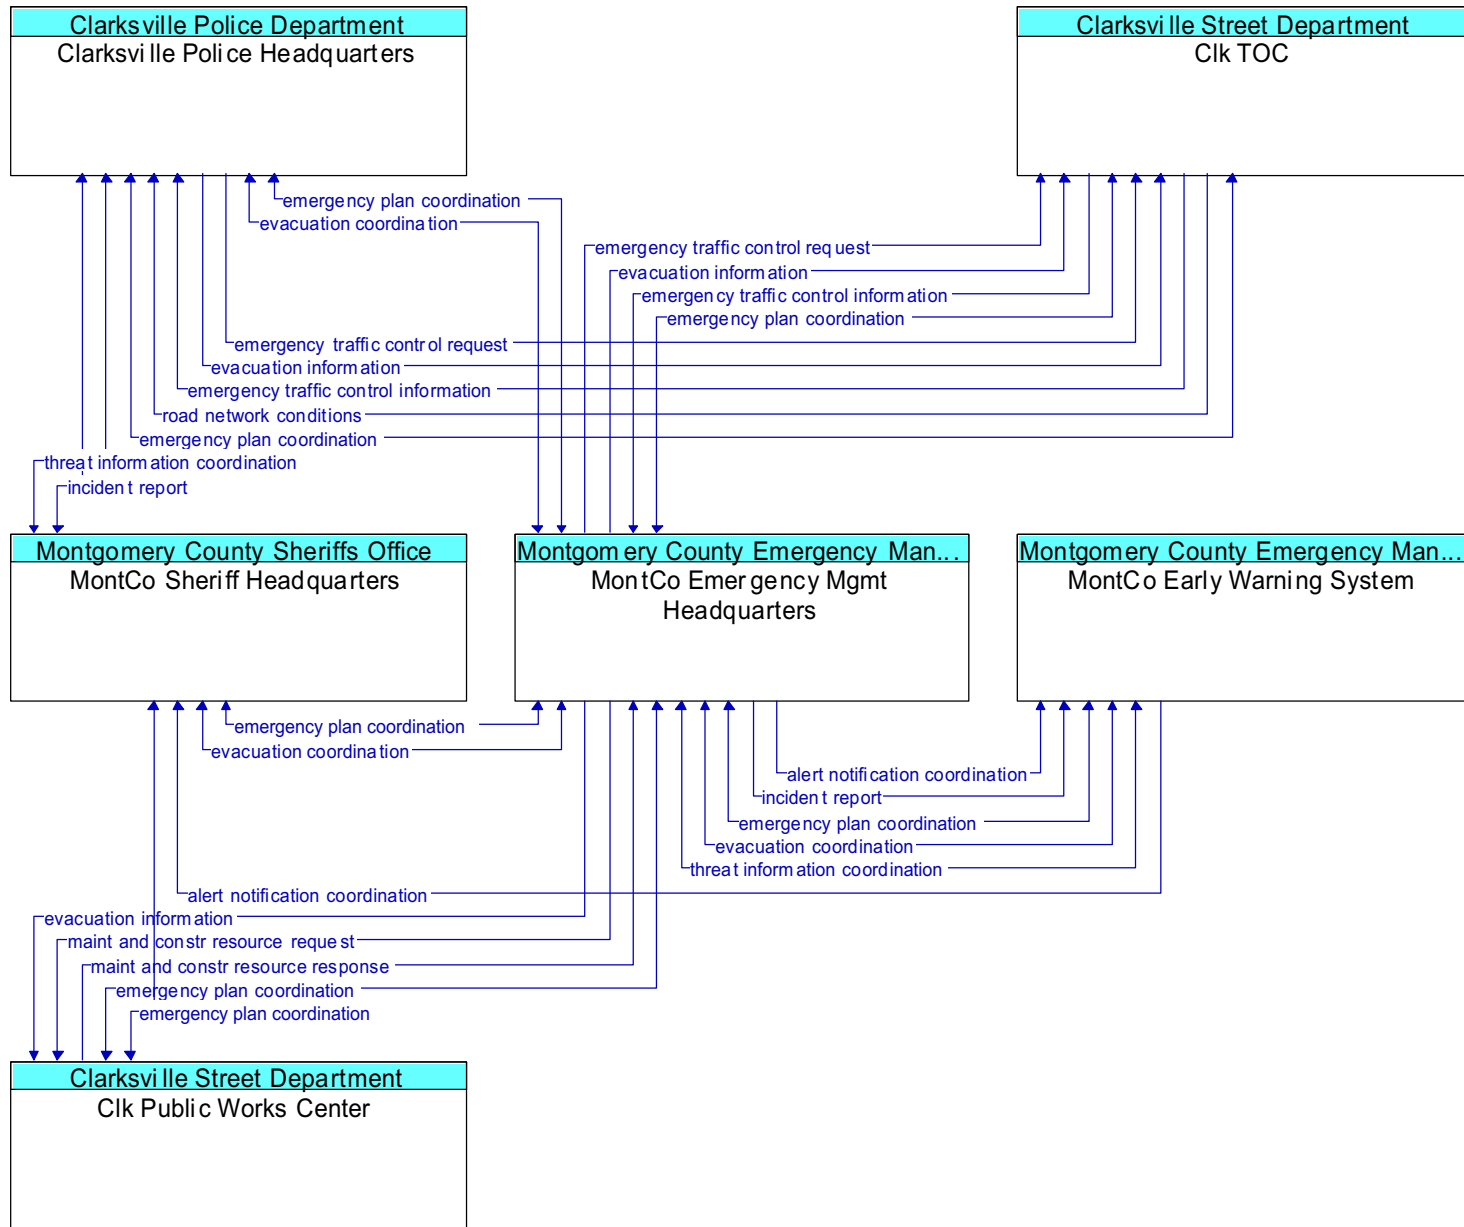 Clarksville Police Department
Clarksville Police Headquarters
Clarksville Street Department
Clk TOC
emergency plan coordination
evacuation coordination
emergency traffic control request
evacuation information
emergency traffic control information
emergency plan coordination
emergency traffic control request
evacuation information
emergency traffic control information
road network conditions
emergency plan coordination
threat information coordination
incident report
Montgomery County Sheriffs Office
MontCo Sheriff Headquarters
Montgomery County Emergency Man...
MontCo Emergency Mgmt
Headquarters
Montgomery County Emergency Man...
MontCo Early Warning System
emergency plan coordination
evacuation coordination
alert notification coordination
incident report
emergency plan coordination
evacuation coordination
threat information coordination
alert notification coordination
evacuation information
maint and constr resource request
maint and constr resource response
emergency plan coordination
emergency plan coordination
Clarksville Street Department
Clk Public Works Center